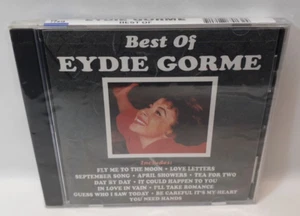 BEST OF
Best Of
EYDIE GORME
Includes:
FLY ME TO THE MOON • LOVE LETTERS
SEPTEMBER SONG • APRIL SHOWERS • TEA FOR TWO
DAY BY DAY • IT COULD HAPPEN TO YOU
IN LOVE IN VAIN • I'LL TAKE ROMANCE
GUESS WHO I SAW TODAY • BE CAREFUL IT'S MY HEART
YOU NEED HANDS